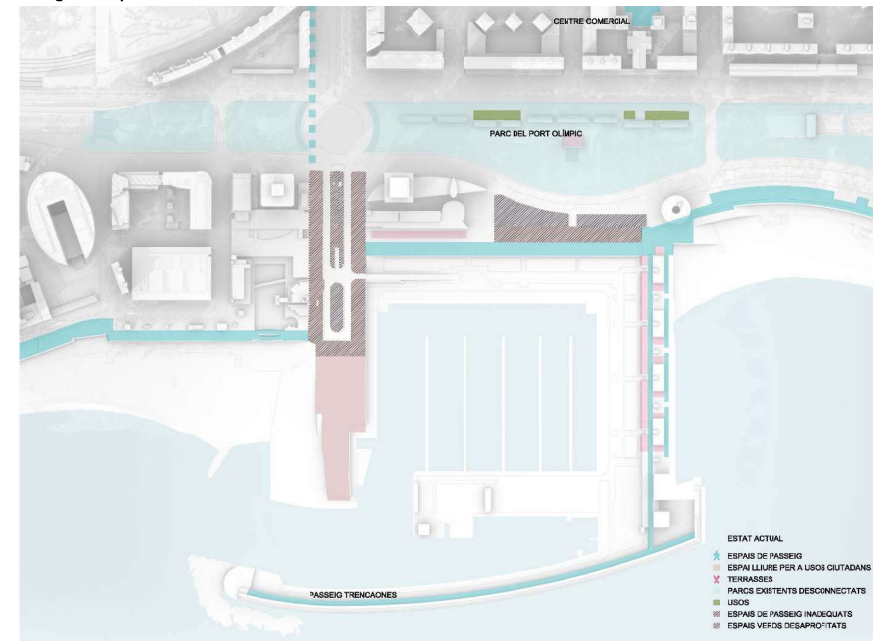 CENTRE COMERCIAL
PARC DEL PORT OLÍMPIC
PASSEIG TRENCAONES
ESTAT ACTUAL
ESPAIS DE PASSEIG
ESPAI LLIURE PER A USOS CIUTADANS
TERRASSES
PARCS EXISTENTS DESCONNECTATS
USOS
ESPAIS DE PASSEIG INADEQUATS
ESPAIS VERDS DESAPROFITATS